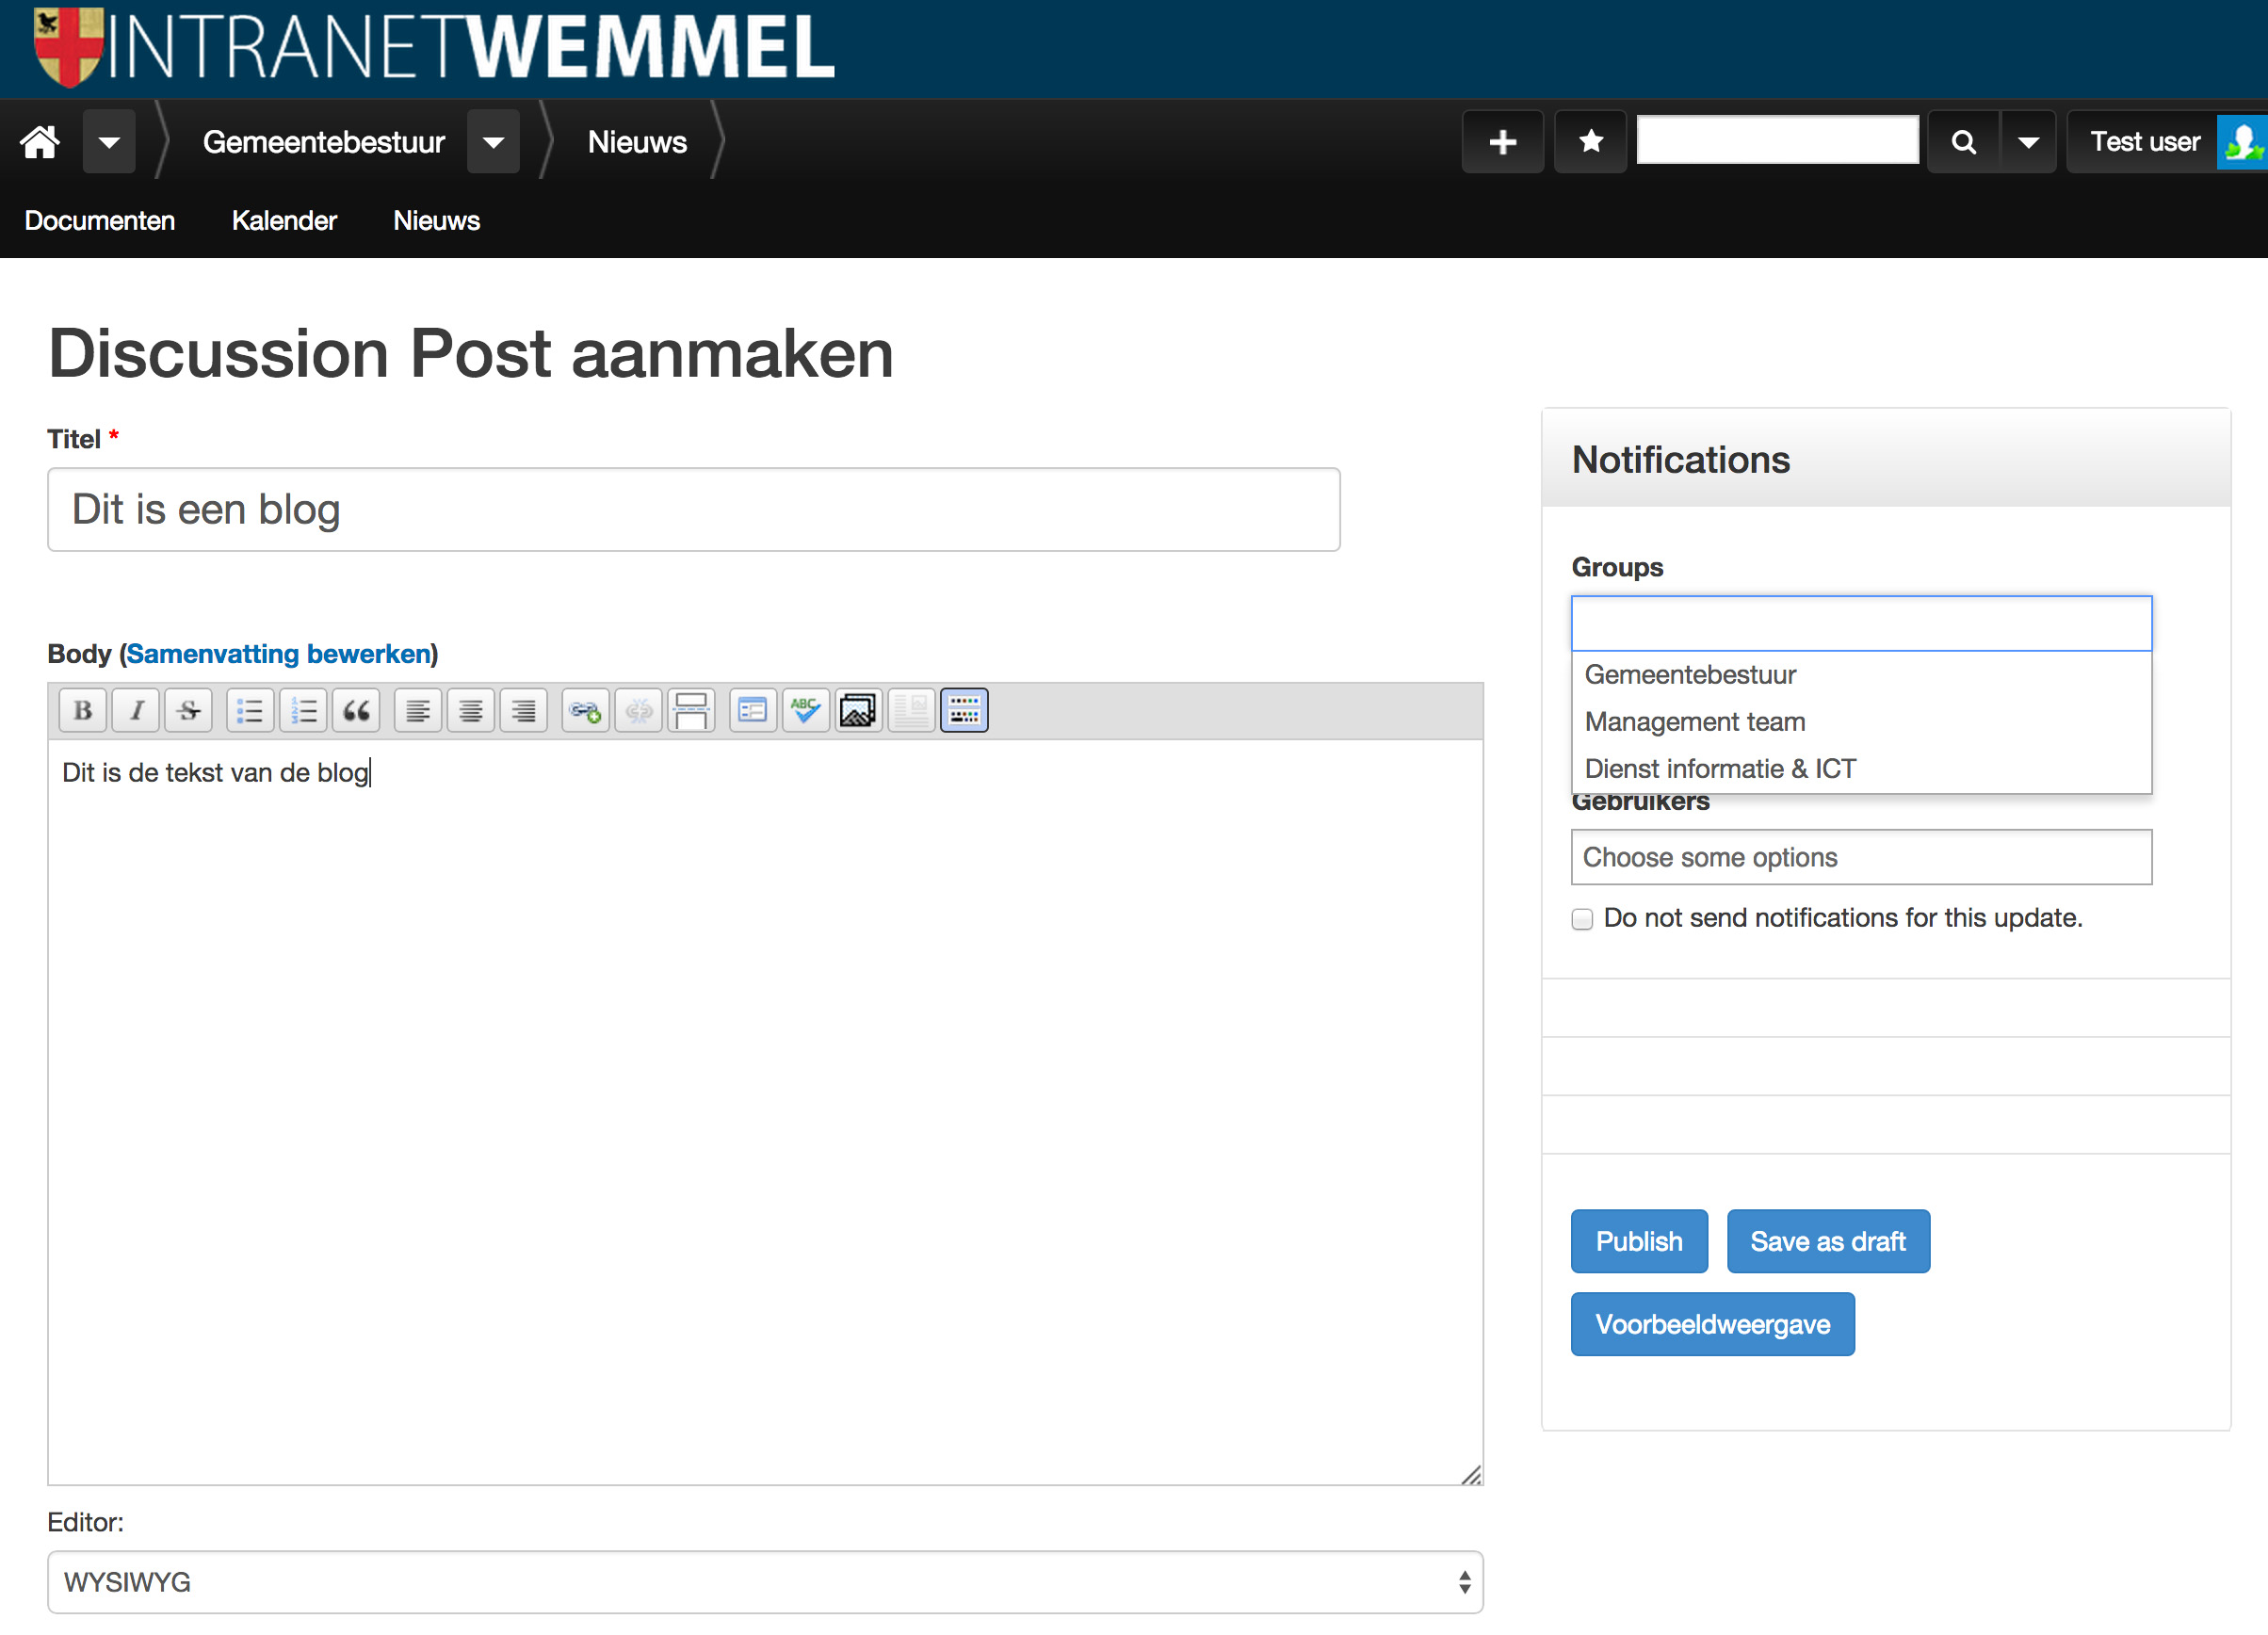 INTRANETWEMMEL
Gemeentebestuur
Nieuws
Test user
Documenten
Kalender
Nieuws
Discussion Post aanmaken
Titel *
Dit is een blog
Body (Samenvatting bewerken)
B I S
ABC
Dit is de tekst van de blog
Editor:
WYSIWYG
Notifications
Groups
Gemeentebestuur
Management team
Dienst informatie & ICT
Gebruikers
Choose some options
Do not send notifications for this update.
Publish
Save as draft
Voorbeeldweergave